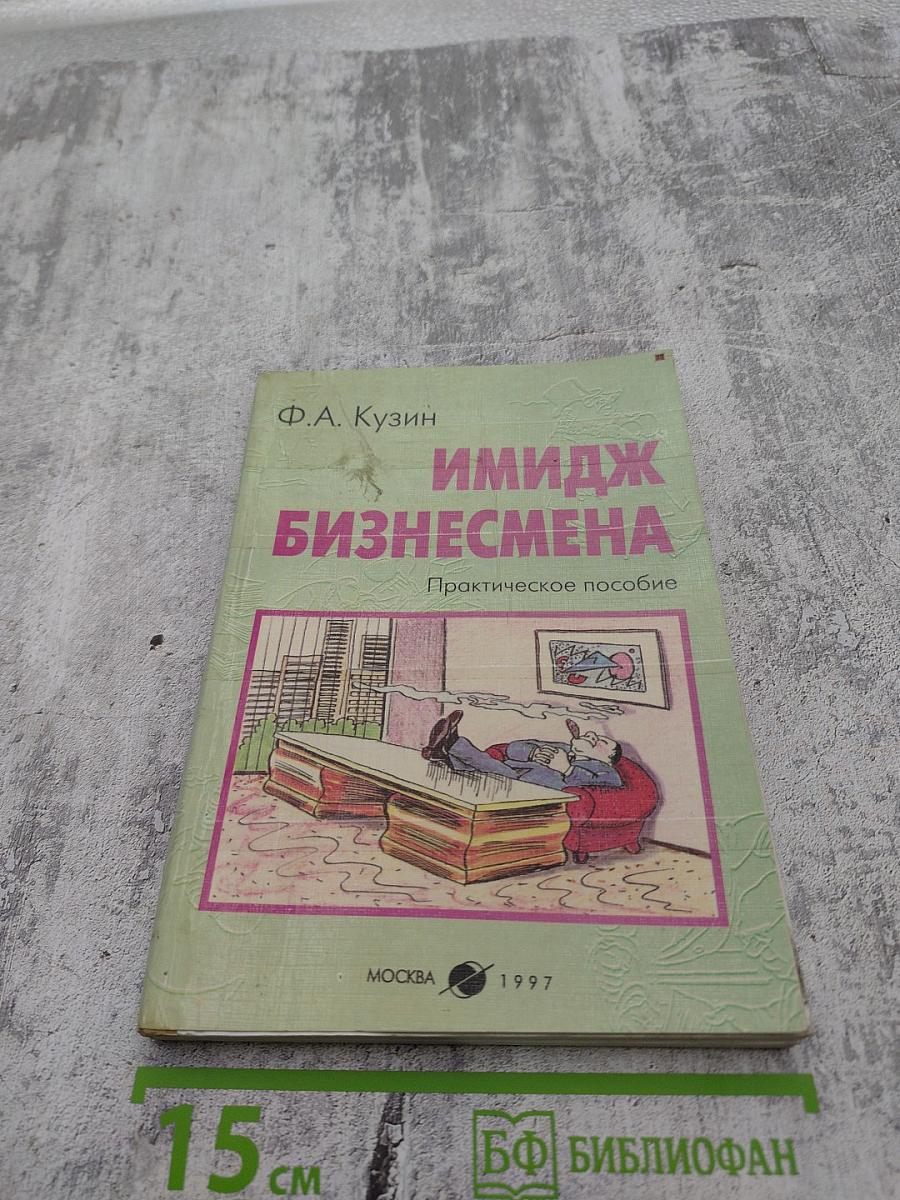 Ф.А. Кузин
ИМИДЖ
БИЗНЕСМЕНА
Практическое пособие
МОСКВА 1997
15 см
БФ БИБЛИОФАН